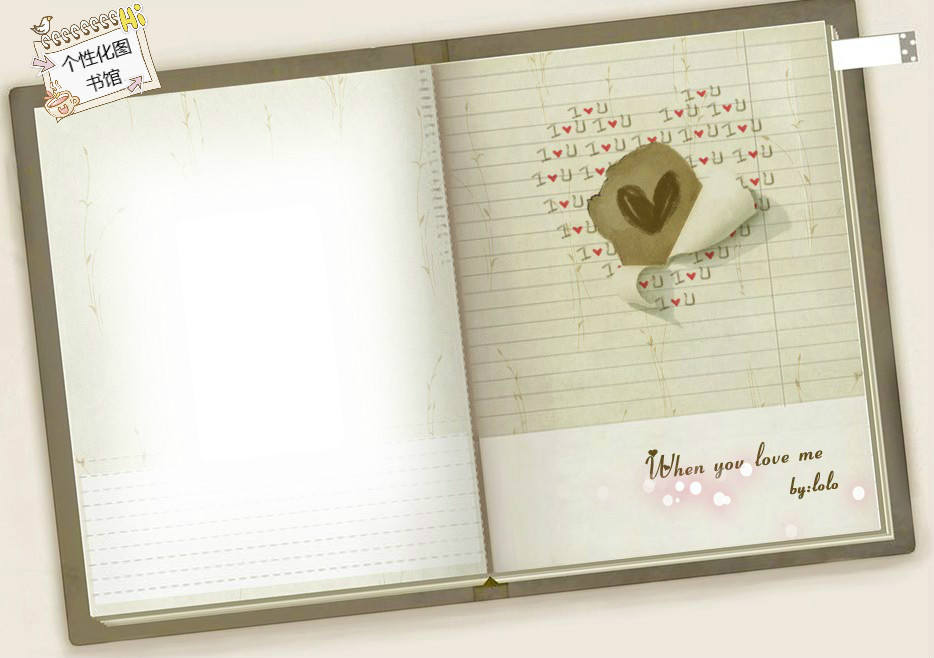 Hi
个性化图
书馆
I♥U I♥U
I♥U I♥U
I♥U I♥U I♥U I♥U
I♥U I♥U I♥U I♥U
I♥U I♥U
I♥U
I♥U
I♥U
I♥U I♥U
I♥U I♥U
I♥U
When you love me
by:lolo